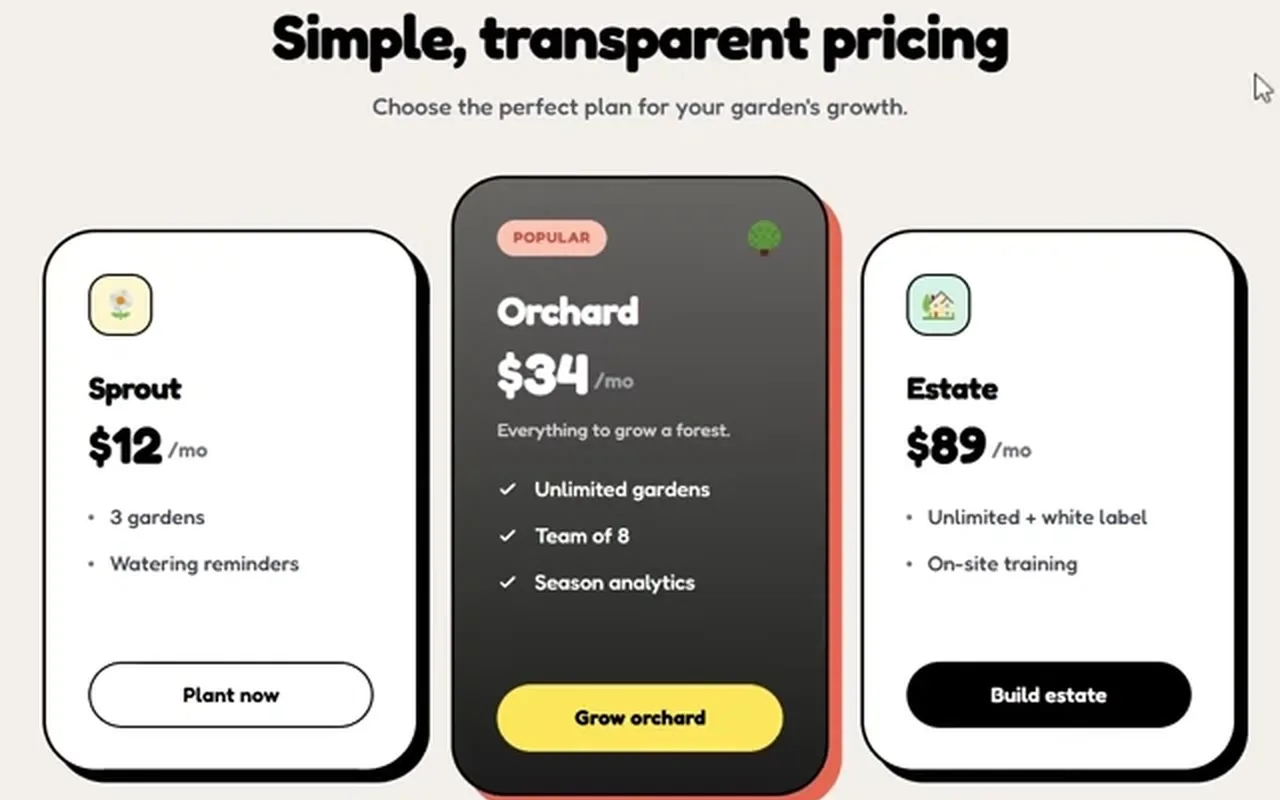 Simple, transparent pricing
Choose the perfect plan for your garden's growth.
Sprout
$12 /mo
• 3 gardens
• Watering reminders
Plant now
POPULAR
Orchard
$34 /mo
Everything to grow a forest.
✓ Unlimited gardens
✓ Team of 8
✓ Season analytics
Grow orchard
Estate
$89 /mo
• Unlimited + white label
• On-site training
Build estate